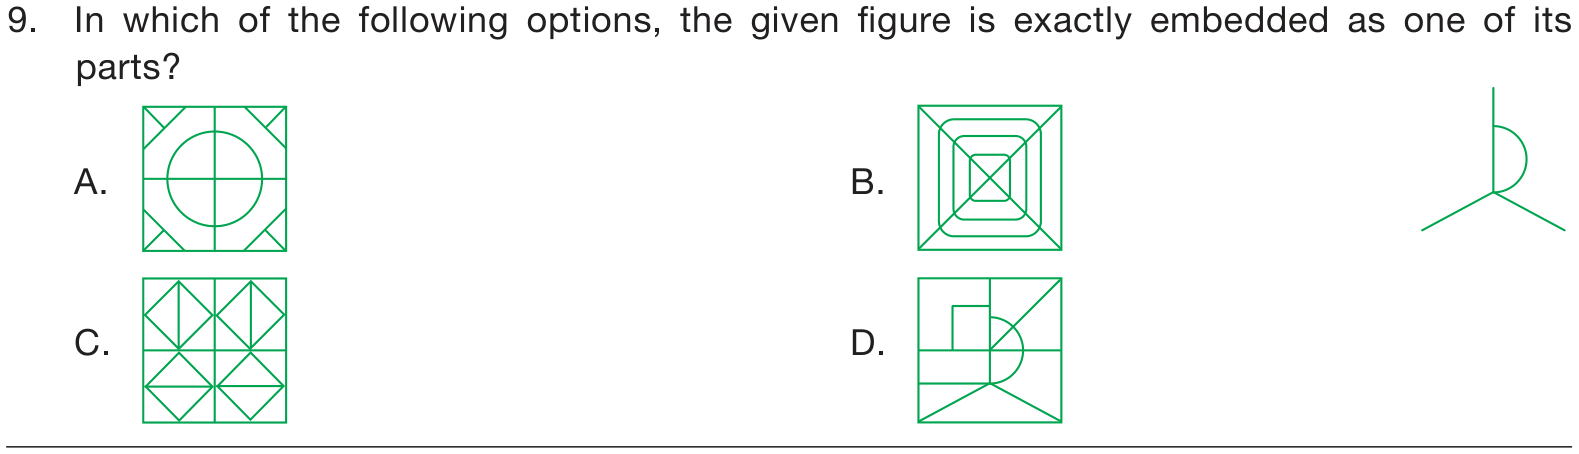 9. In which of the following options, the given figure is exactly embedded as one of its
parts?
A.
B.
C.
D.